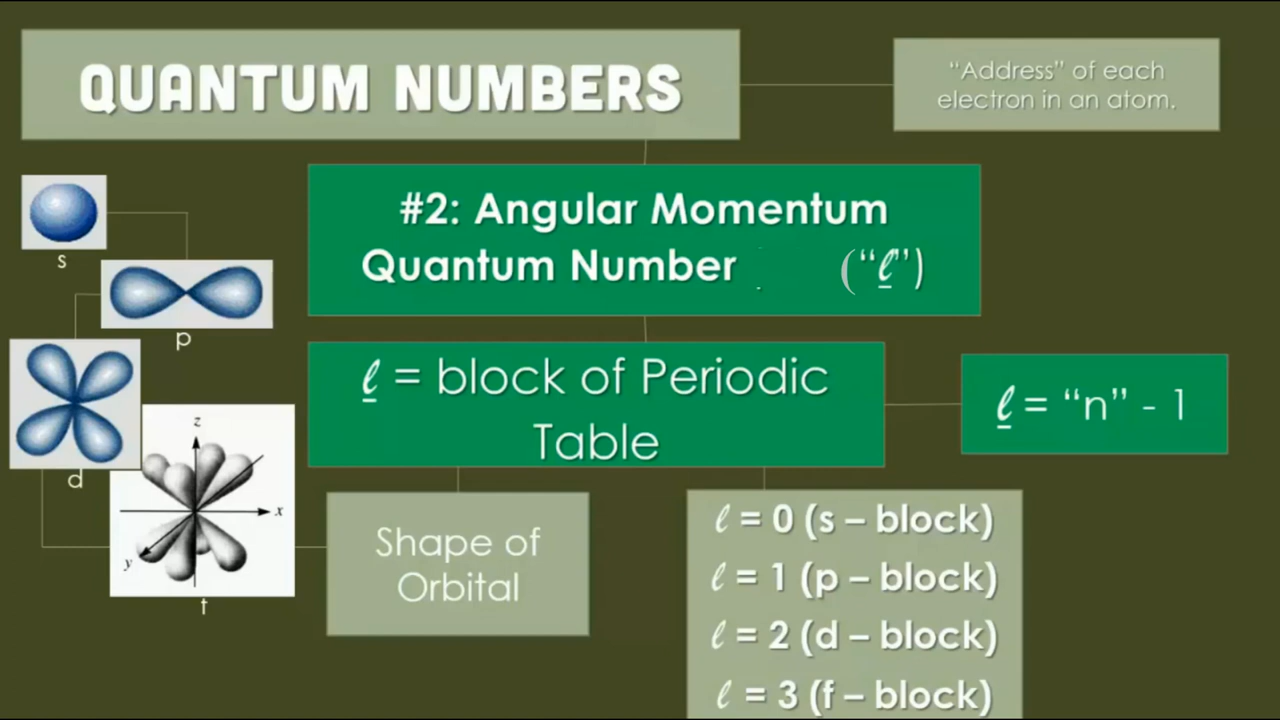 QUANTUM NUMBERS
“Address” of each
electron in an atom.
#2: Angular Momentum
Quantum Number (“ℓ”)
ℓ = block of Periodic
Table
ℓ = “n” - 1
s
p
d
z
x
y
f
Shape of
Orbital
ℓ = 0 (s – block)
ℓ = 1 (p – block)
ℓ = 2 (d – block)
ℓ = 3 (f – block)